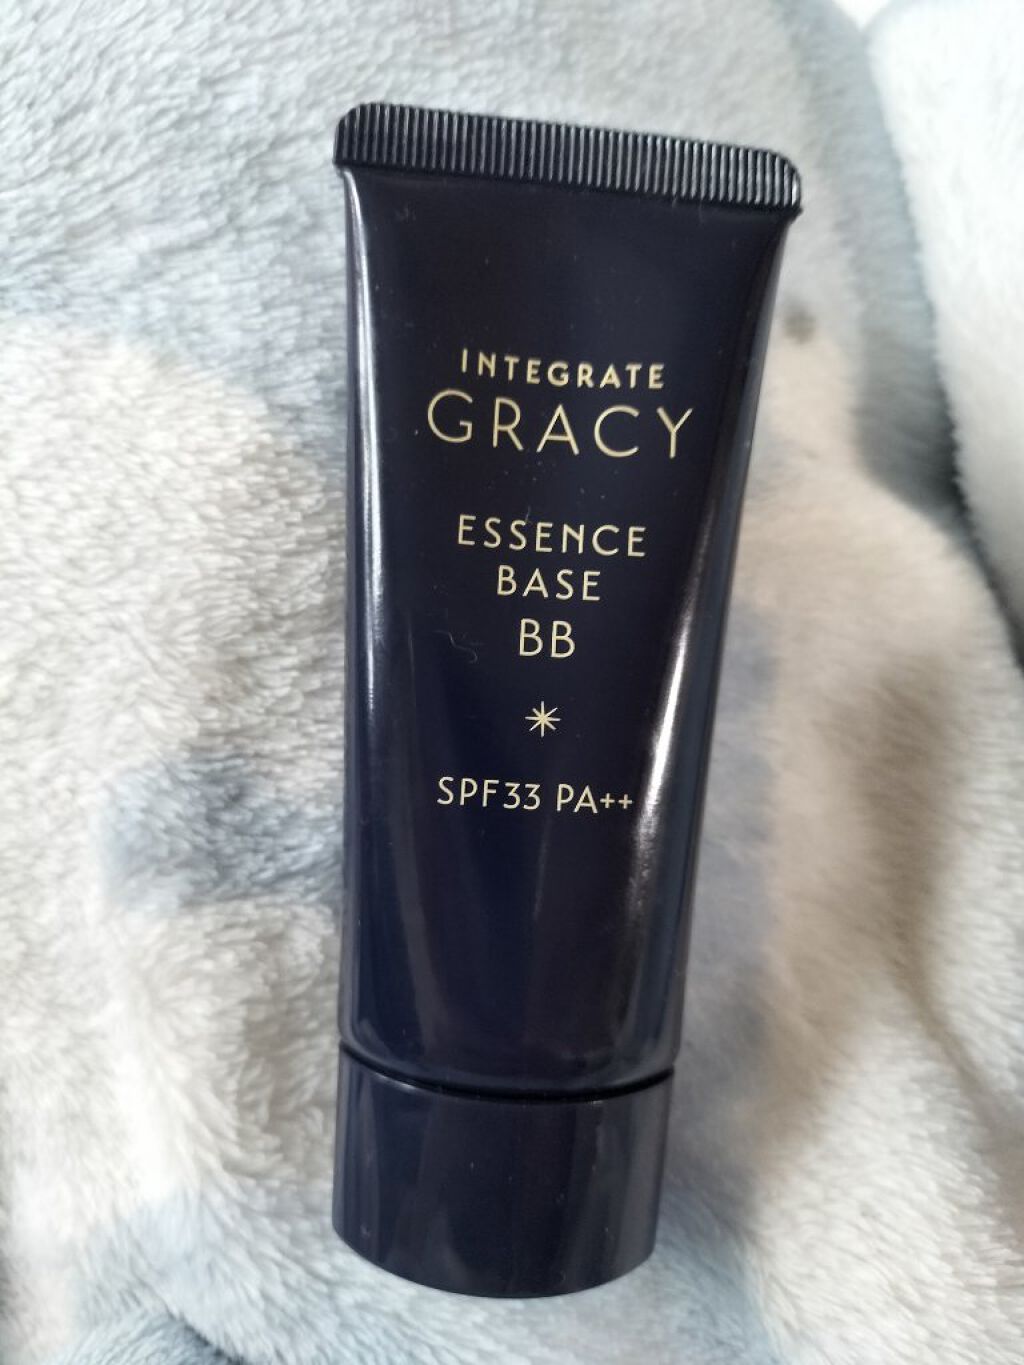 INTEGRATE
GRACY
ESSENCE
BASE
BB
SPF33 PA++